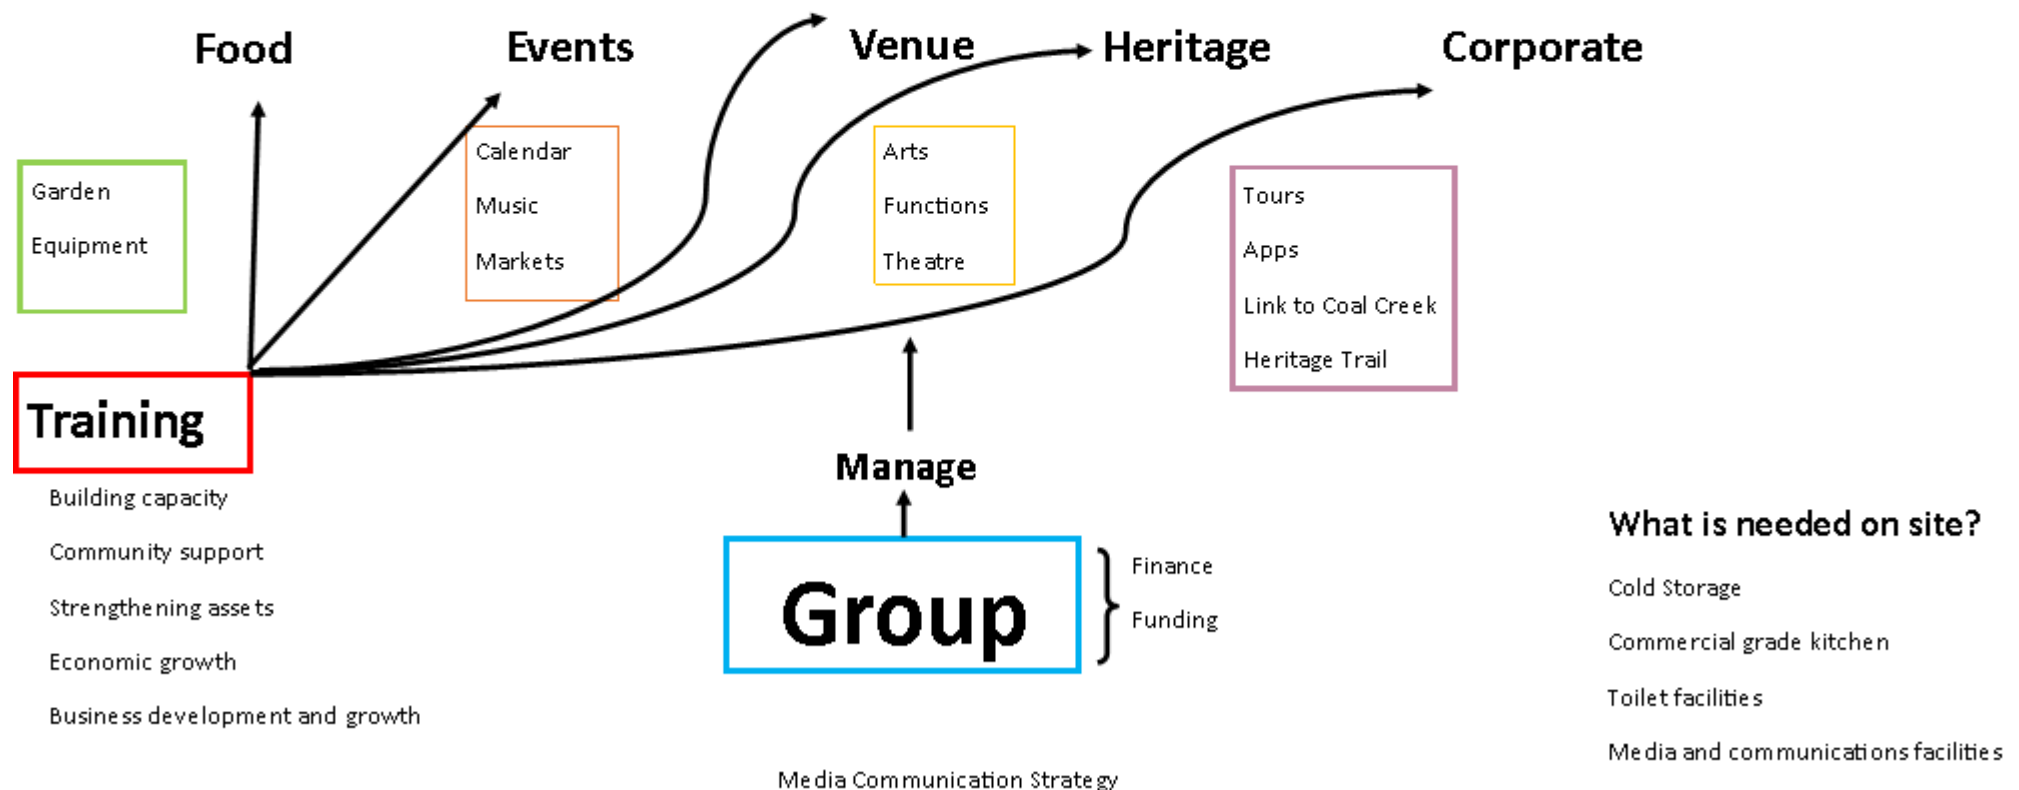 Food
Events
Venue
Heritage
Corporate
Garden
Equipment
Calendar
Music
Markets
Arts
Functions
Theatre
Tours
Apps
Link to Coal Creek
Heritage Trail
Training
Building capacity
Community support
Strengthening assets
Economic growth
Business development and growth
Manage
Group
Finance
Funding
Media Communication Strategy
What is needed on site?
Cold Storage
Commercial grade kitchen
Toilet facilities
Media and communications facilities